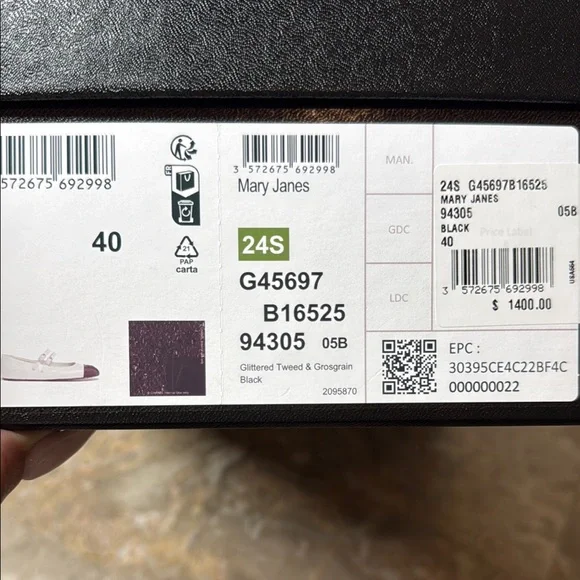 572675 692998
40
21
PAP
carta
3 572675 692998
Mary Janes
24S
G45697
B16525
94305 05B
Glittered Tweed & Grosgrain
Black
2095870
MAN.
GDC
LDC
24S G45697B16525
MARY JANES
94305 05B
BLACK
Price Label
40
3 572675 692998
$ 1400.00
EPC :
30395CE4C22BF4C
000000022